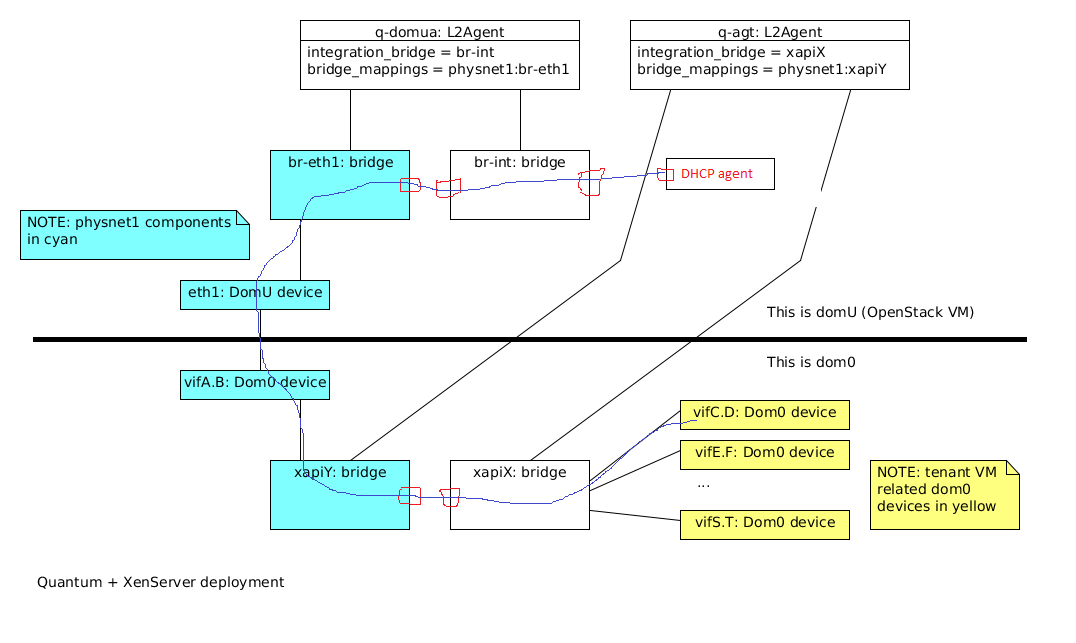 q-domua: L2Agent
integration_bridge = br-int
bridge_mappings = physnet1:br-eth1
q-agt: L2Agent
integration_bridge = xapiX
bridge_mappings = physnet1:xapiY
br-eth1: bridge
br-int: bridge
DHCP agent
NOTE: physnet1 components
in cyan
eth1: DomU device
This is domU (OpenStack VM)
This is dom0
vifA.B: Dom0 device
vifC.D: Dom0 device
vifE.F: Dom0 device
...
vifS.T: Dom0 device
xapiY: bridge
xapiX: bridge
NOTE: tenant VM
related dom0
devices in yellow
Quantum + XenServer deployment